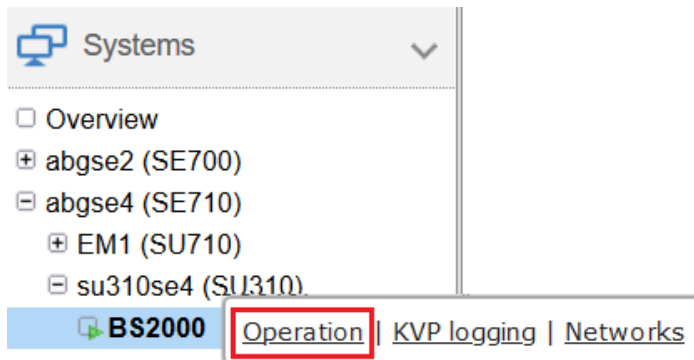 Systems
Overview
abgse2 (SE700)
abgse4 (SE710)
EM1 (SU710)
su310se4 (SU310)
BS2000 Operation | KVP logging | Networks